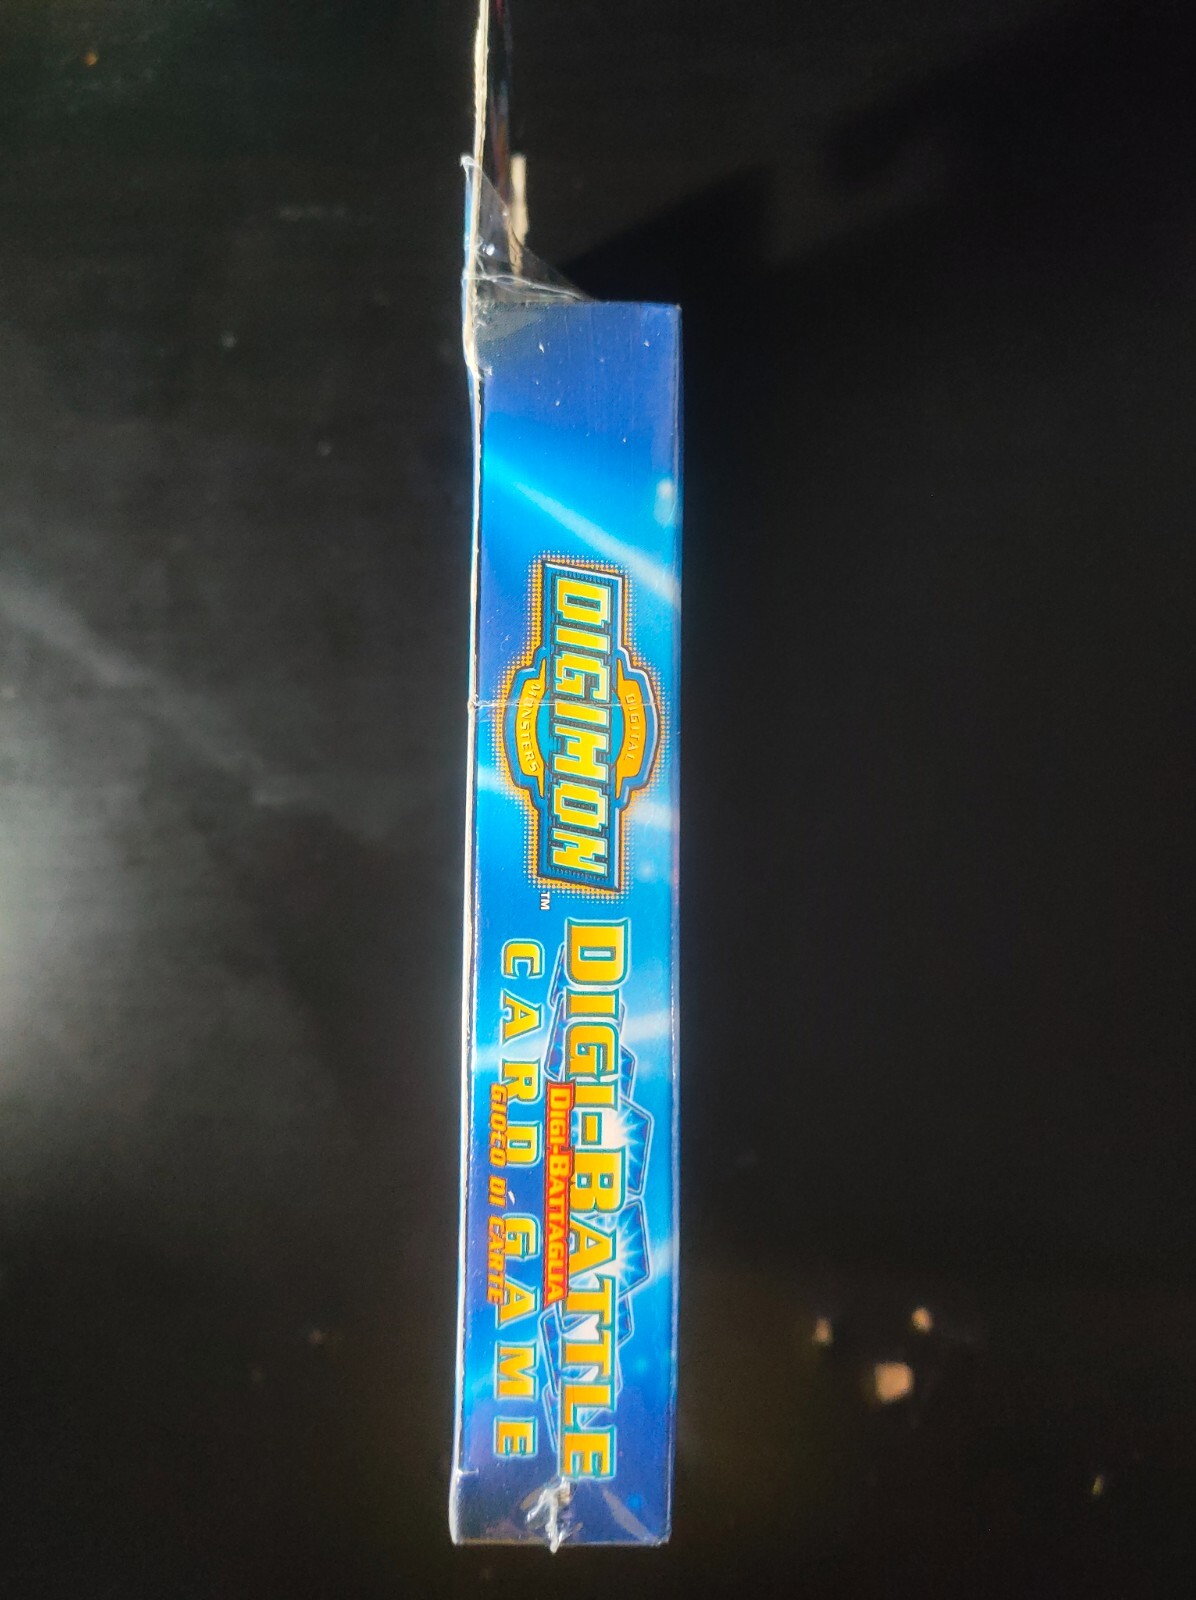 DIGITAL
DIGIMON
MONSTERS
TM
DIGI-BATTLE
DIGI-BATTAGLIA
CARD GAME
GIOCO DI CARTE